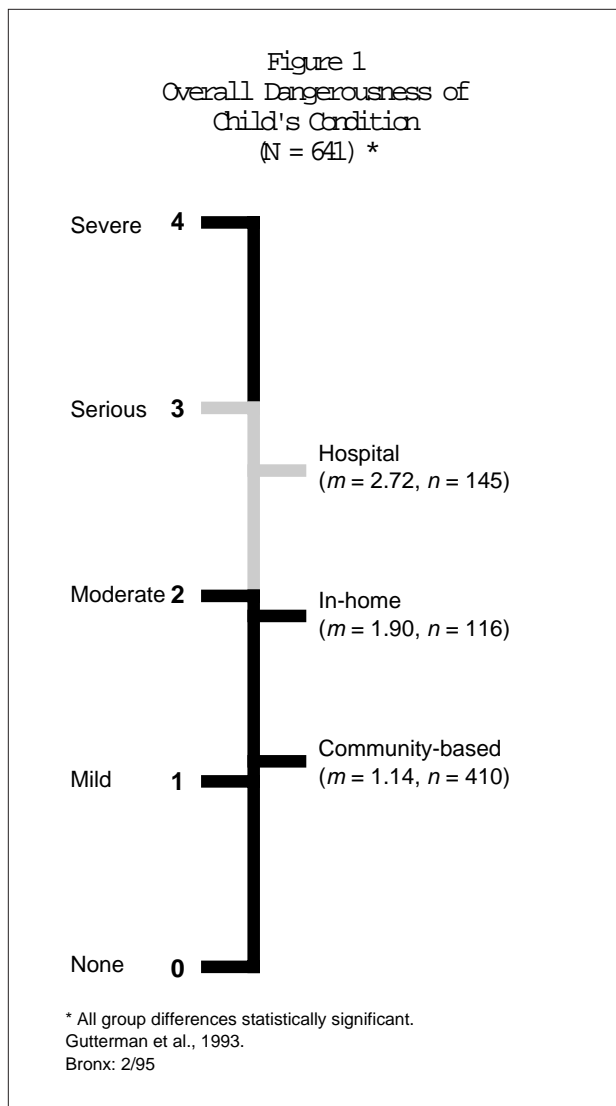 Figure 1
Overall Dangerousness of
Child's Condition
(N = 641) *
Severe 4
Serious 3
Hospital
(m = 2.72, n = 145)
Moderate 2
In-home
(m = 1.90, n = 116)
Community-based
(m = 1.14, n = 410)
Mild 1
None 0
* All group differences statistically significant.
Gutterman et al., 1993.
Bronx: 2/95